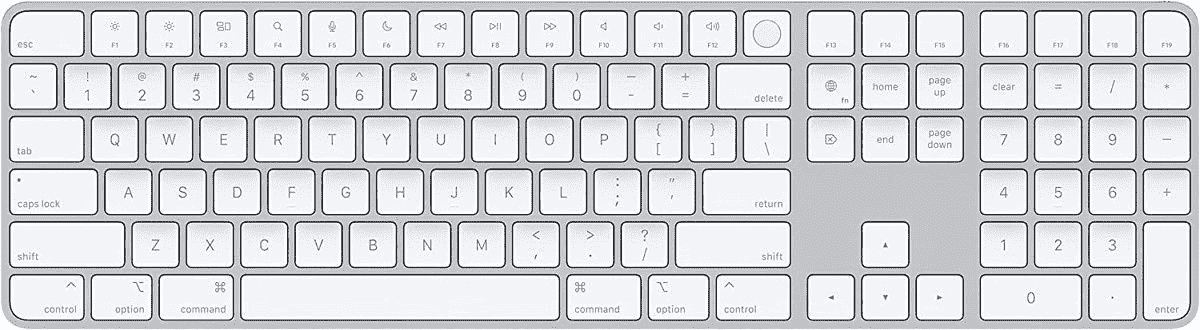 esc F1 F2 F3 F4 F5 F6 F7 F8 F9 F10 F11 F12 F13 F14 F15 F16 F17 F18 F19
~ ! @ # $ % ^ & * ( ) — +
` 1 2 3 4 5 6 7 8 9 0 - = delete fn home page up clear = / *
tab Q W E R T Y U I O P { [ } ] | \ end page down 7 8 9 —
caps lock A S D F G H J K L : ; " ' return 4 5 6 +
shift Z X C V B N M < , > . ? / shift 1 2 3
control option command command option control 0 . enter